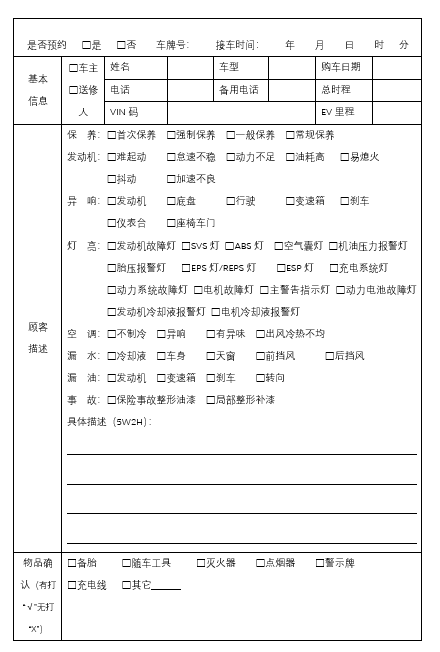 是否预约 □是 □否 车牌号： 接车时间： 年 月 日 时 分
基本信息
□车主 □送修人
姓名 车型 购车日期
电话 备用电话 总时程
VIN 码 EV 里程
顾客描述
保 养：□首次保养 □强制保养 □一般保养 □常规保养
发动机：□难起动 □怠速不稳 □动力不足 □油耗高 □易熄火
□抖动 □加速不良
异 响：□发动机 □底盘 □行驶 □变速箱 □刹车
□仪表台 □座椅车门
灯 亮：□发动机故障灯 □SVS 灯 □ABS 灯 □空气囊灯 □机油压力报警灯
□胎压报警灯 □EPS 灯/REPS 灯 □ESP 灯 □充电系统灯
□动力系统故障灯 □电机故障灯 □主警告指示灯 □动力电池故障灯
□发动机冷却液报警灯 □电机冷却液报警灯
空 调：□不制冷 □异响 □有异味 □出风冷热不均
漏 水：□冷却液 □车身 □天窗 □前挡风 □后挡风
漏 油：□发动机 □变速箱 □刹车 □转向
事 故：□保险事故整形油漆 □局部整形补漆
具体描述（5W2H）：
物品确认（有打“√”无打“X”）
□备胎 □随车工具 □灭火器 □点烟器 □警示牌
□充电线 □其它______